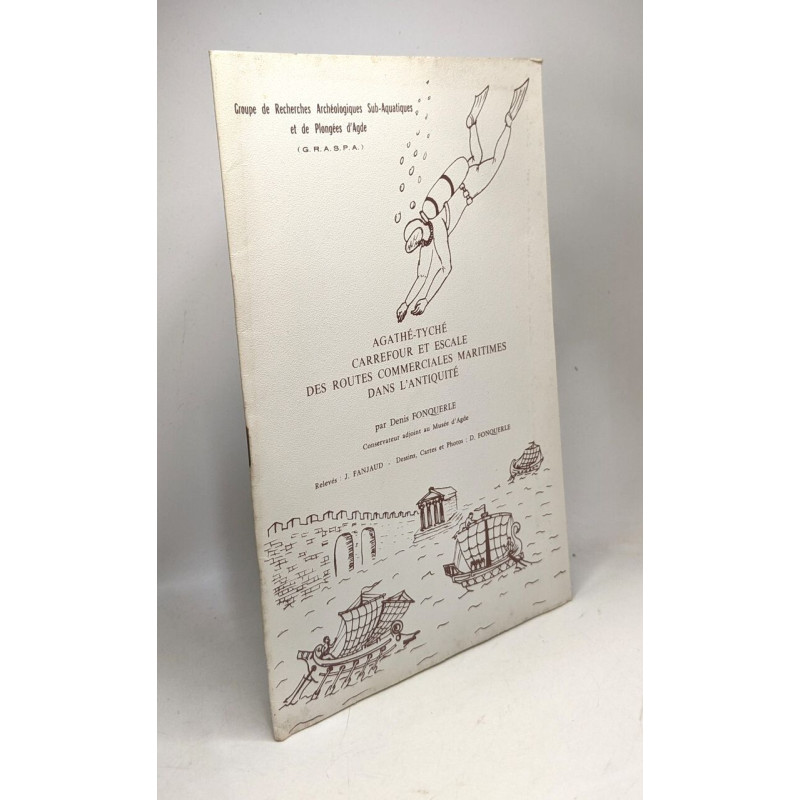 Groupe de Recherches Archéologiques Sub-Aquatiques
et de Plongées d'Agde
(G.R.A.S.P.A.)
AGATHÉ-TYCHÉ
CARREFOUR ET ESCALE
DES ROUTES COMMERCIALES MARITIMES
DANS L'ANTIQUITÉ
par Denis FONQUERLE
Conservateur adjoint au Musée d'Agde
Relevés : J. FANJAUD - Dessins, Cartes et Photos : D. FONQUERLE